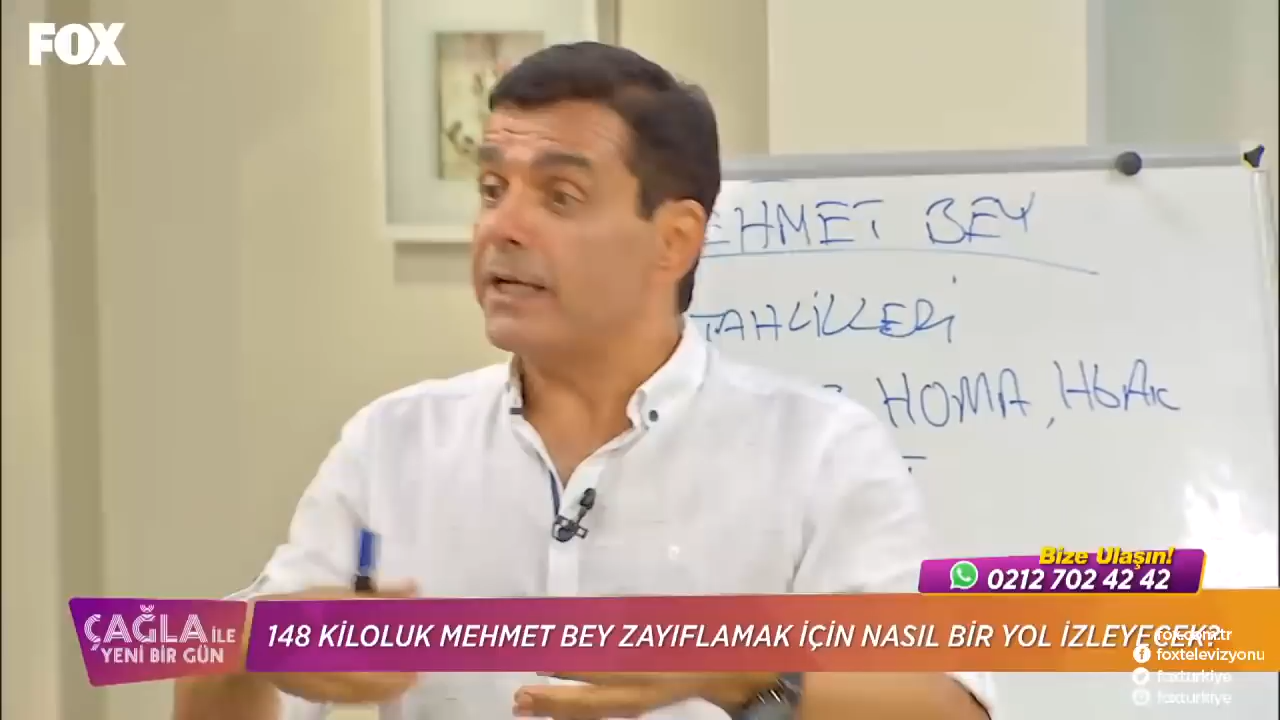 FOX
EHMET BEY
TAHLİLLERİ
HOMA, HbA1c
Bize Ulaşın!
0212 702 42 42
ÇAĞLA İLE
YENİ BİR GÜN
148 KİLOLUK MEHMET BEY ZAYIFLAMAK İÇİN NASIL BİR YOL İZLEYECEK?
fox.com.tr
foxtelevizyonu
foxturkiye
foxturkiye